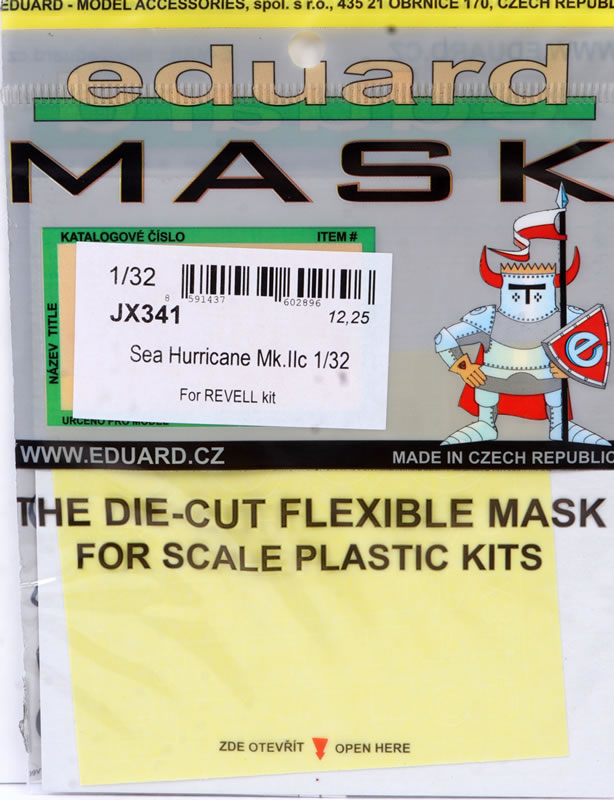 EDUARD - MODEL ACCESSORIES, spol. s r.o., 435 21 OBRNICE 170, CZECH REPUBL
eduard
MASK
KATALOGOVÉ ČÍSLO ITEM #
NÁZEV TITLE
1/32
8 591437 602896
JX341
12,25
Sea Hurricane Mk.IIc 1/32
For REVELL kit
URČENO PRO MODEL
e
WWW.EDUARD.CZ MADE IN CZECH REPUBLIC
THE DIE-CUT FLEXIBLE MASK
FOR SCALE PLASTIC KITS
ZDE OTEVŘÍT OPEN HERE